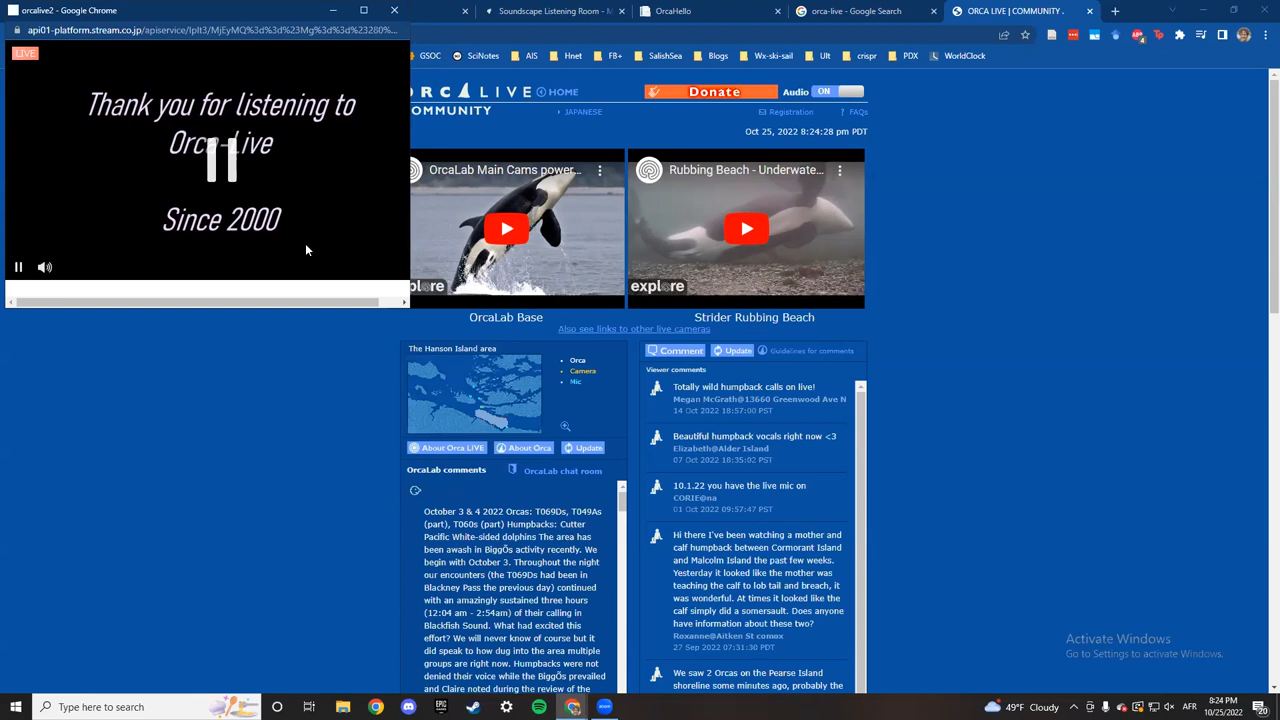 orcalive2 - Google Chrome
api01-platform.stream.co.jp/apiservice/lpIt3/MjEyMQ%3d%3d%23Mg%3d%3d%23280%...
LIVE
Thank you for listening to
Orca-Live
Since 2000
Soundscape Listening Room - M
OrcaHello
orca-live - Google Search
ORCA LIVE | COMMUNITY
GSOC
SciNotes
AIS
Hnet
FB+
SalishSea
Blogs
Wx-ski-sail
UIt
crispr
PDX
WorldClock
ORCALIVE
HOME
COMMUNITY
JAPANESE
Donate
Audio
ON
Registration
FAQs
Oct 25, 2022 8:24:28 pm PDT
OrcaLab Main Cams power...
Rubbing Beach - Underwate...
explore
explore
OrcaLab Base
Strider Rubbing Beach
Also see links to other live cameras
The Hanson Island area
Orca
Camera
Mic
About Orca LIVE
About Orca
Update
OrcaLab comments
OrcaLab chat room
October 3 & 4 2022 Orcas: T069Ds, T049As
(part), T060s (part) Humpbacks: Cutter
Pacific White-sided dolphins The area has
been awash in BiggÕs activity recently. We
begin with October 3. Throughout the night
our encounters (the T069Ds had been in
Blackney Pass the previous day) continued
with an amazingly sustained three hours
(12:04 am - 2:54am) of their calling in
Blackfish Sound. What had excited this
effort? We will never know of course but it
did speak to how dug into the area multiple
groups are right now. Humpbacks were not
denied their voice while the BiggÕs prevailed
and Claire noted during the review of the
Comment
Update
Guidelines for comments
Viewer comments
Totally wild humpback calls on live!
Megan McGrath@13660 Greenwood Ave N
14 Oct 2022 18:57:00 PST
Beautiful humpback vocals right now <3
Elizabeth@Alder Island
07 Oct 2022 18:35:02 PST
10.1.22 you have the live mic on
CORIE@na
01 Oct 2022 09:57:47 PST
Hi there I've been watching a mother and
calf humpback between Cormorant Island
and Malcolm Island the past few weeks.
Yesterday it looked like the mother was
teaching the calf to lob tail and breach, it
was wonderful. At times it looked like the
calf simply did a somersault. Does anyone
have information about these two?
Roxanne@Aitken St comox
27 Sep 2022 07:31:30 PDT
We saw 2 Orcas on the Pearse Island
shoreline some minutes ago, probably the
Activate Windows
Go to Settings to activate Windows.
Type here to search
EPIC
zoom
49°F Cloudy
8:24 PM
10/25/2022